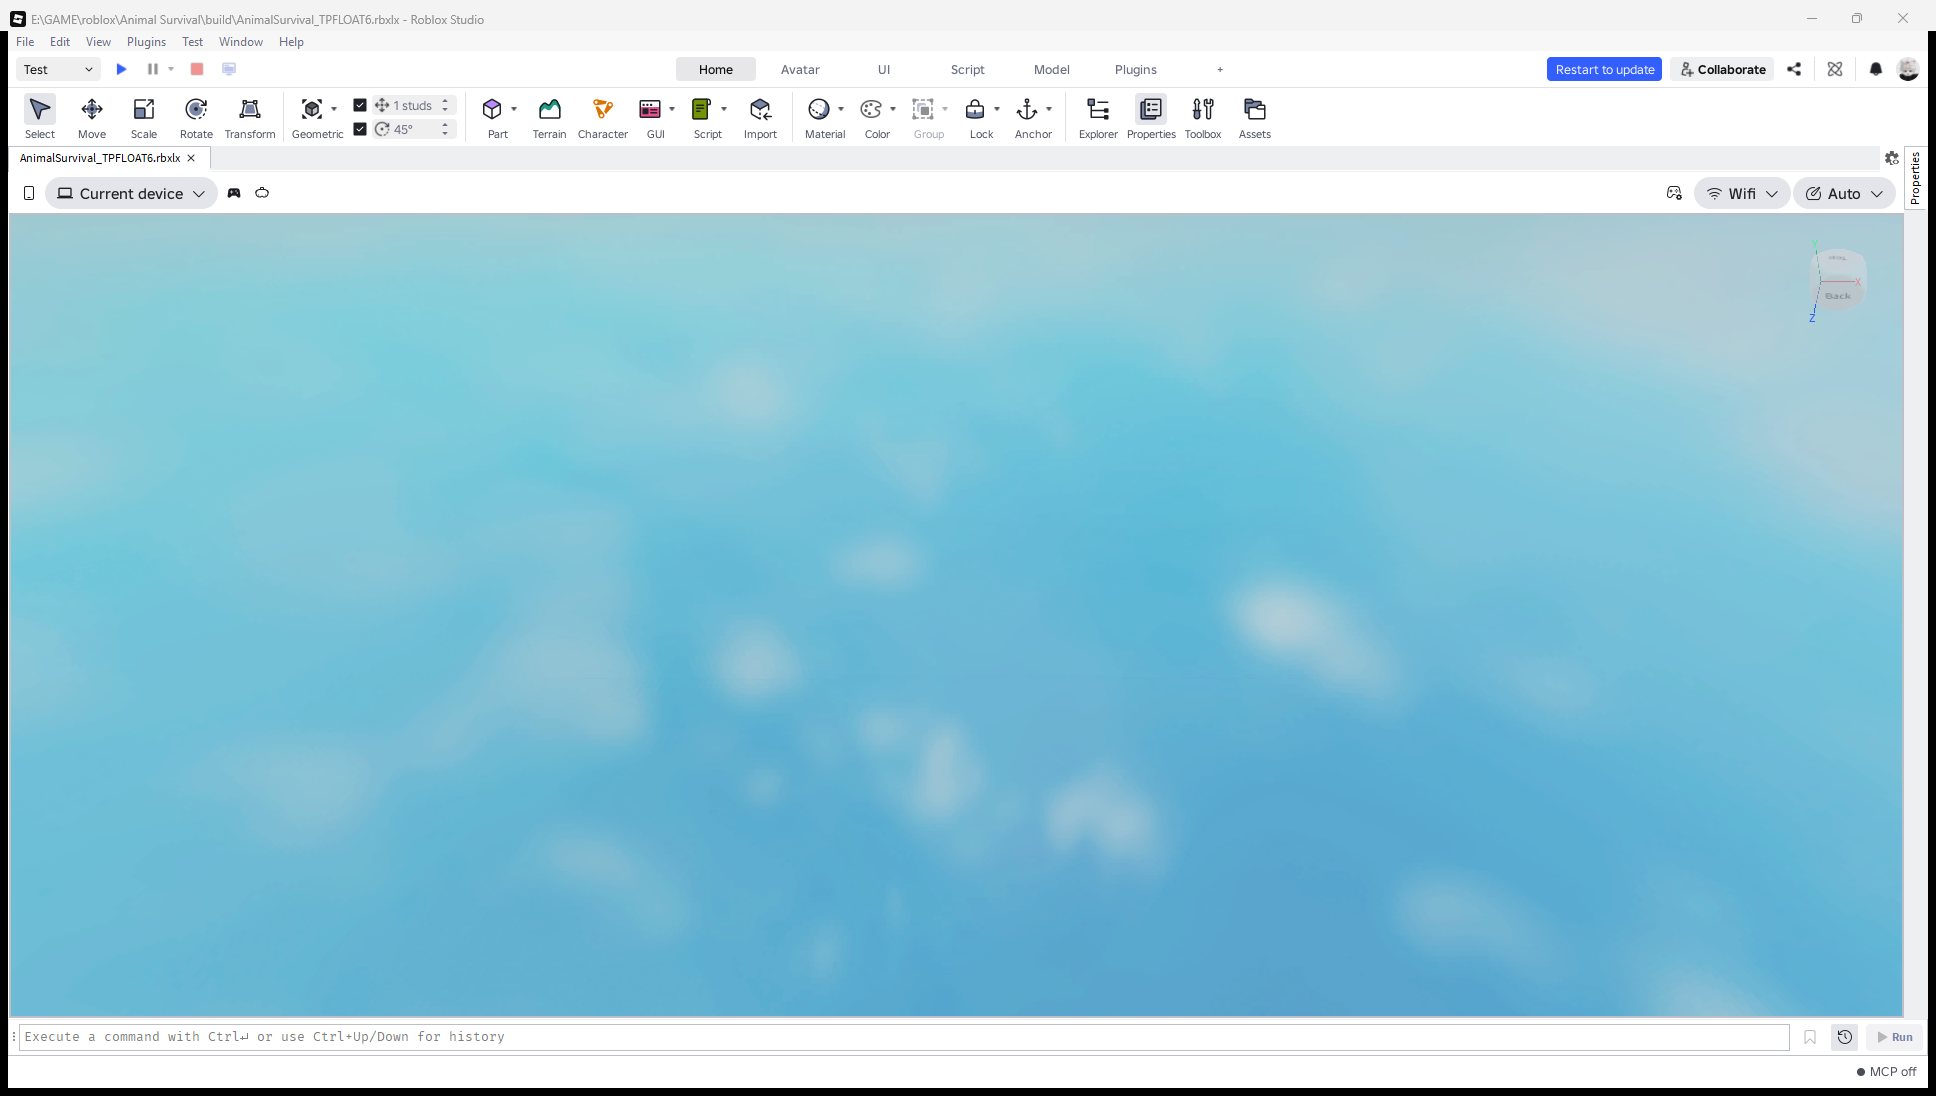 E:\GAME\roblox\Animal Survival\build\AnimalSurvival_TPFLOAT6.rbxlx - Roblox Studio
File Edit View Plugins Test Window Help
Test Home Avatar UI Script Model Plugins + Restart to update Collaborate
1 studs
45°
Select Move Scale Rotate Transform Geometric Part Terrain Character GUI Script Import Material Color Group Lock Anchor Explorer Properties Toolbox Assets
AnimalSurvival_TPFLOAT6.rbxlx
Properties
Current device Wifi Auto
Y
X
Back
Z
Execute a command with Ctrl↵ or use Ctrl+Up/Down for history
Run
MCP off